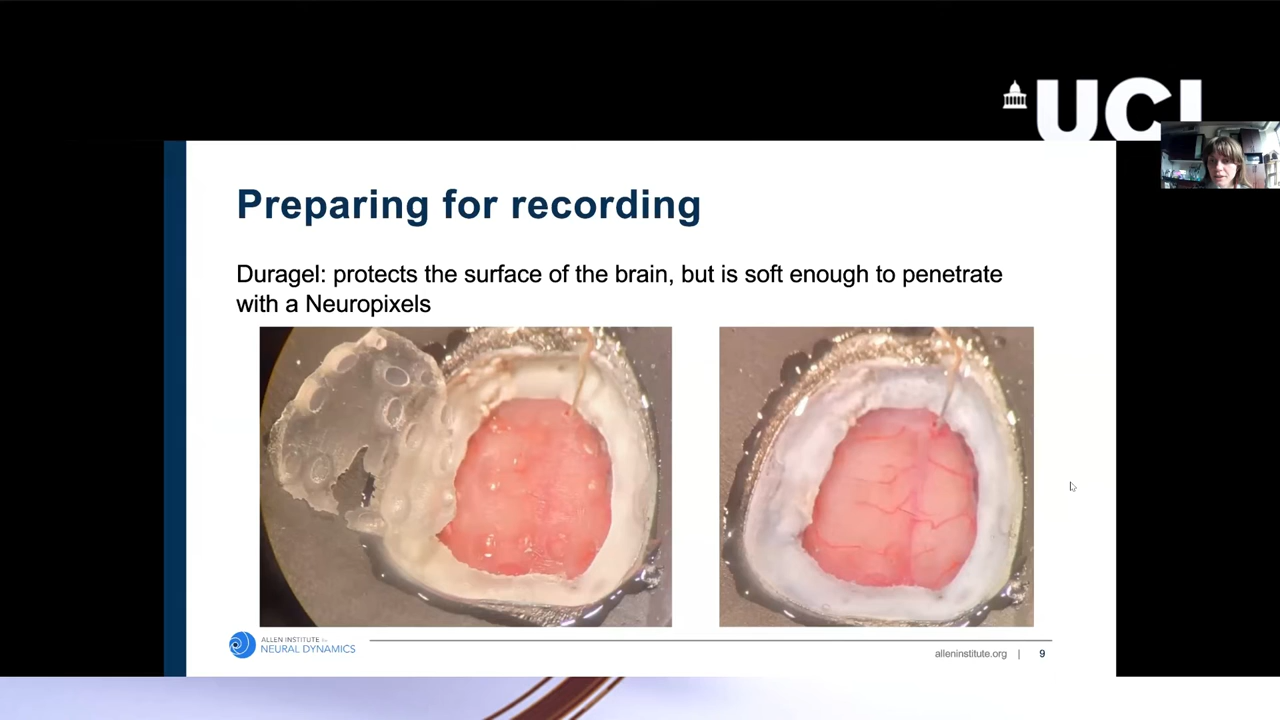 UCL
Preparing for recording
Duragel: protects the surface of the brain, but is soft enough to penetrate
with a Neuropixels
ALLEN INSTITUTE for
NEURAL DYNAMICS
alleninstitute.org | 9